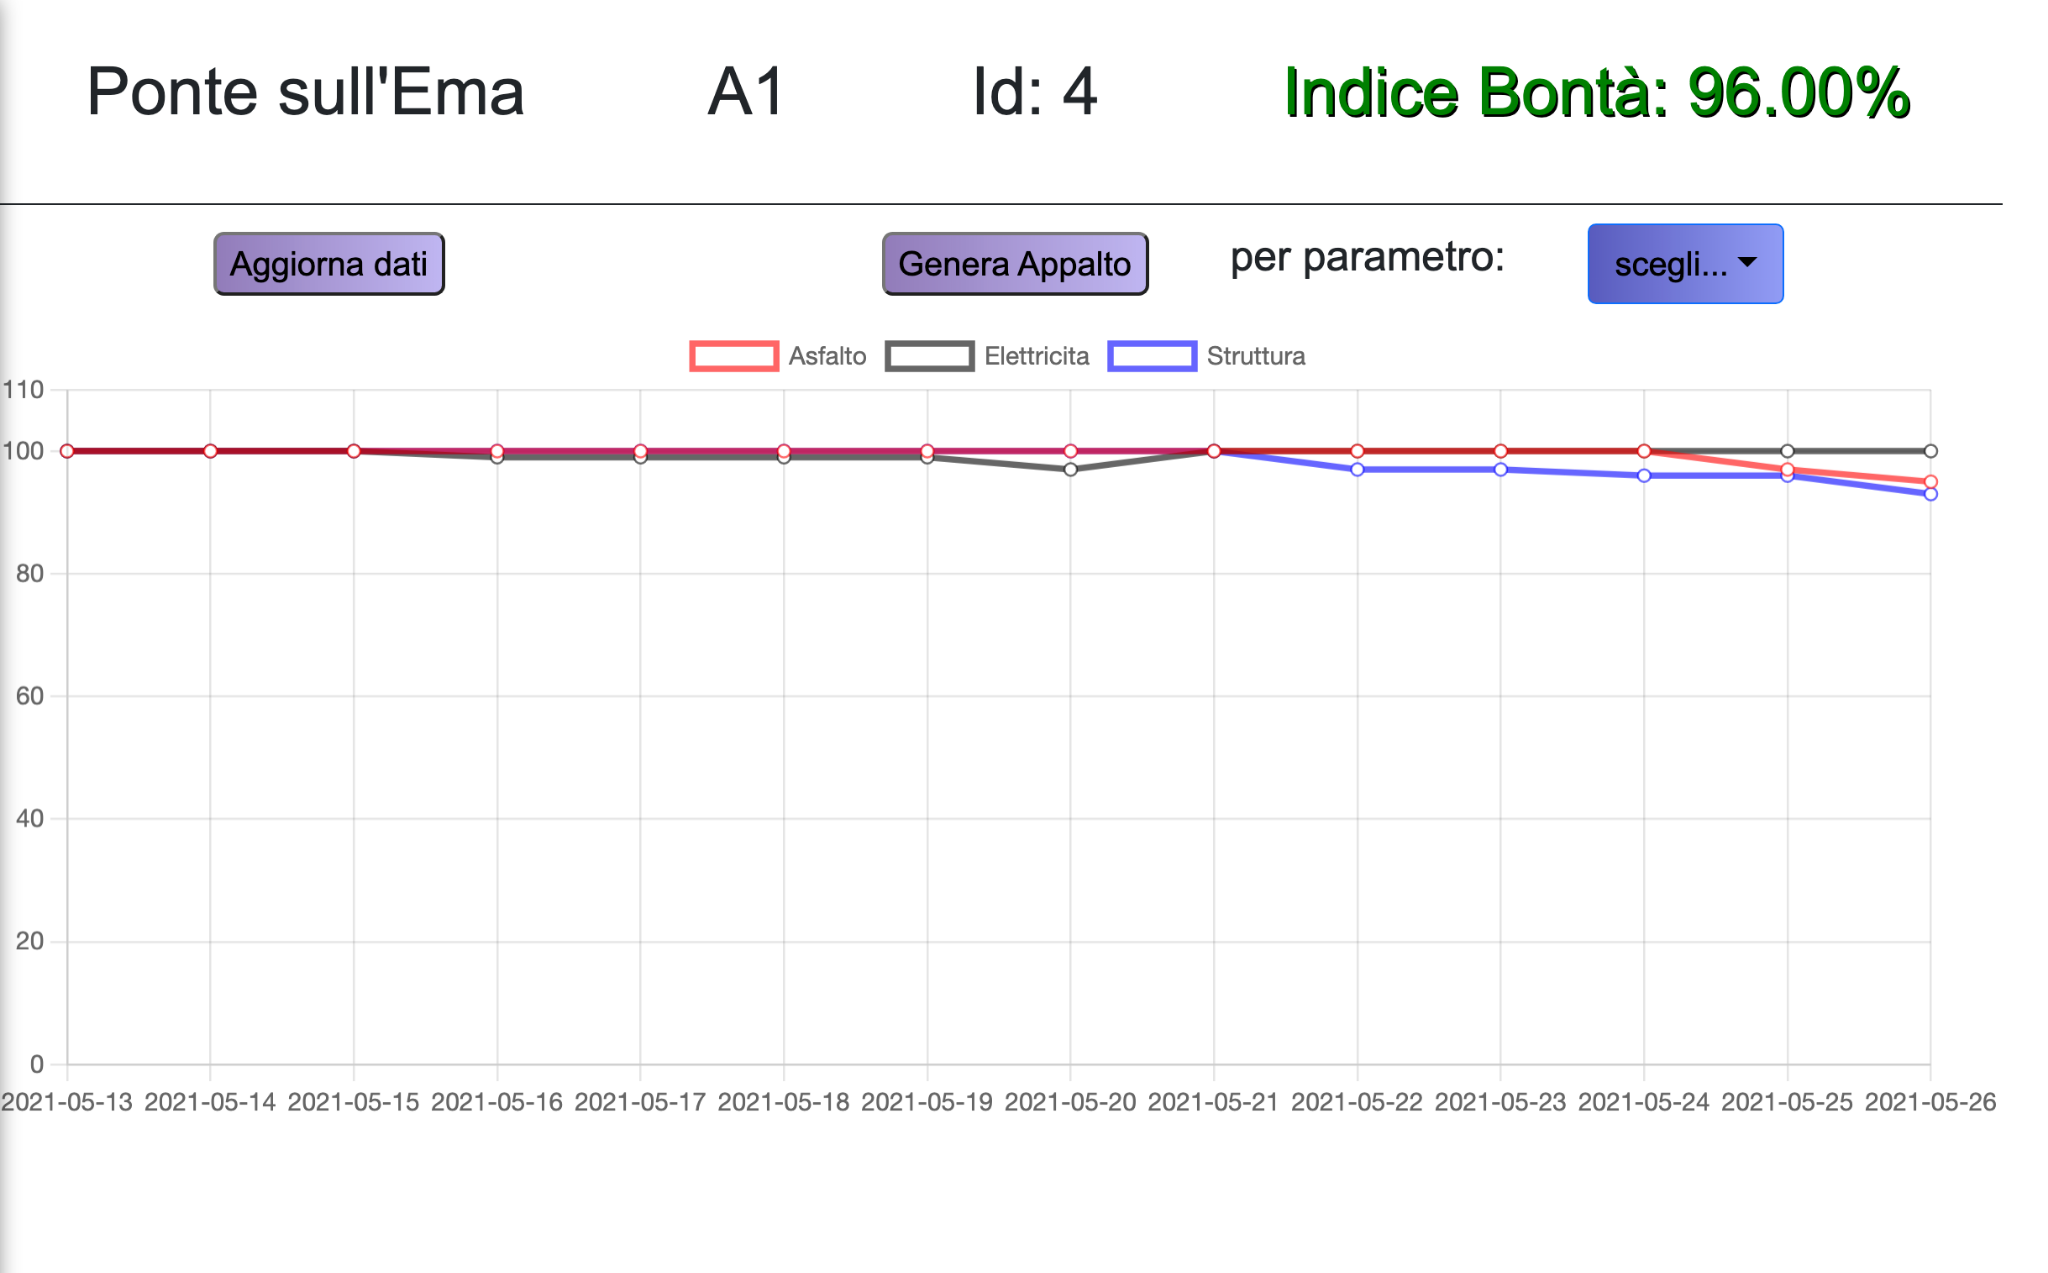 Ponte sull'Ema A1 Id: 4 Indice Bontà: 96.00%
Aggiorna dati Genera Appalto per parametro: scegli...
Asfalto Elettricita Struttura
110
100
80
60
40
20
0
2021-05-13 2021-05-14 2021-05-15 2021-05-16 2021-05-17 2021-05-18 2021-05-19 2021-05-20 2021-05-21 2021-05-22 2021-05-23 2021-05-24 2021-05-25 2021-05-26